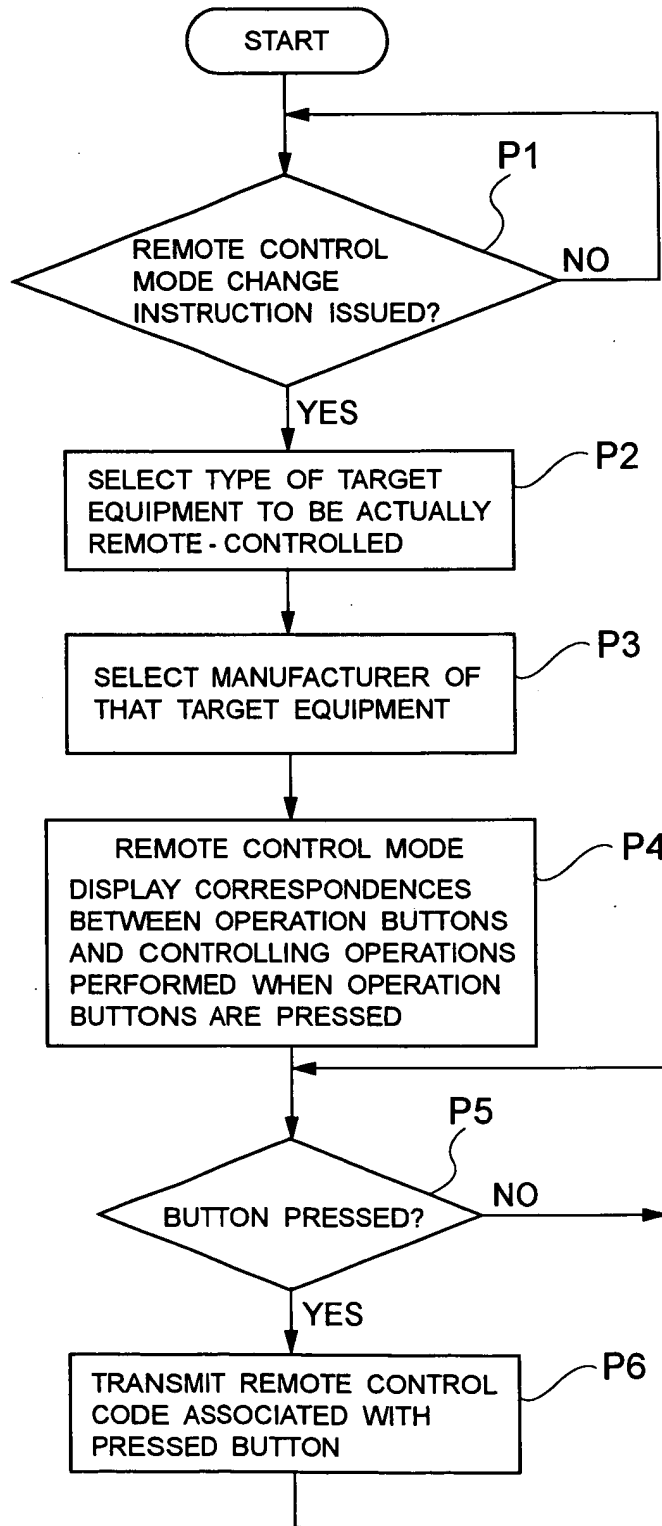 START
P1
REMOTE CONTROL
MODE CHANGE
INSTRUCTION ISSUED?
NO
YES
P2
SELECT TYPE OF TARGET
EQUIPMENT TO BE ACTUALLY
REMOTE - CONTROLLED
P3
SELECT MANUFACTURER OF
THAT TARGET EQUIPMENT
P4
REMOTE CONTROL MODE
DISPLAY CORRESPONDENCES
BETWEEN OPERATION BUTTONS
AND CONTROLLING OPERATIONS
PERFORMED WHEN OPERATION
BUTTONS ARE PRESSED
P5
BUTTON PRESSED?
NO
YES
P6
TRANSMIT REMOTE CONTROL
CODE ASSOCIATED WITH
PRESSED BUTTON